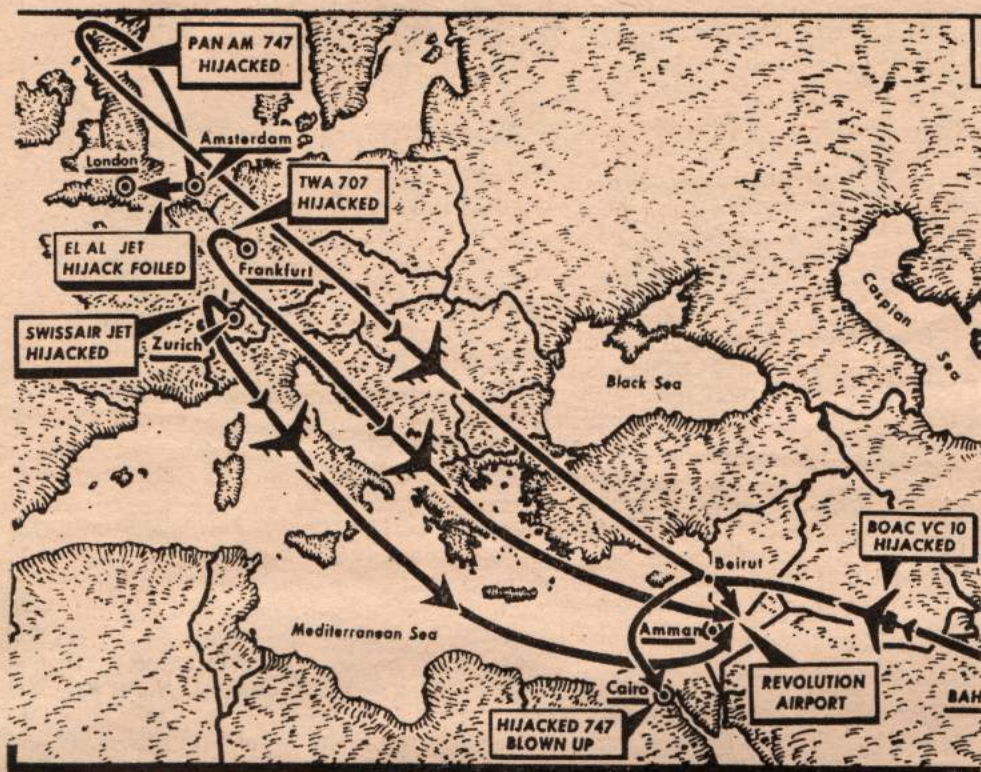 PAN AM 747
HIJACKED
Amsterdam
London
TWA 707
HIJACKED
EL AL JET
HIJACK FOILED
Frankfurt
SWISSAIR JET
HIJACKED
Zurich
Black Sea
Caspian
Sea
BOAC VC 10
HIJACKED
Beirut
Mediterranean Sea
Amman
Cairo
REVOLUTION
AIRPORT
BAH
HIJACKED 747
BLOWN UP